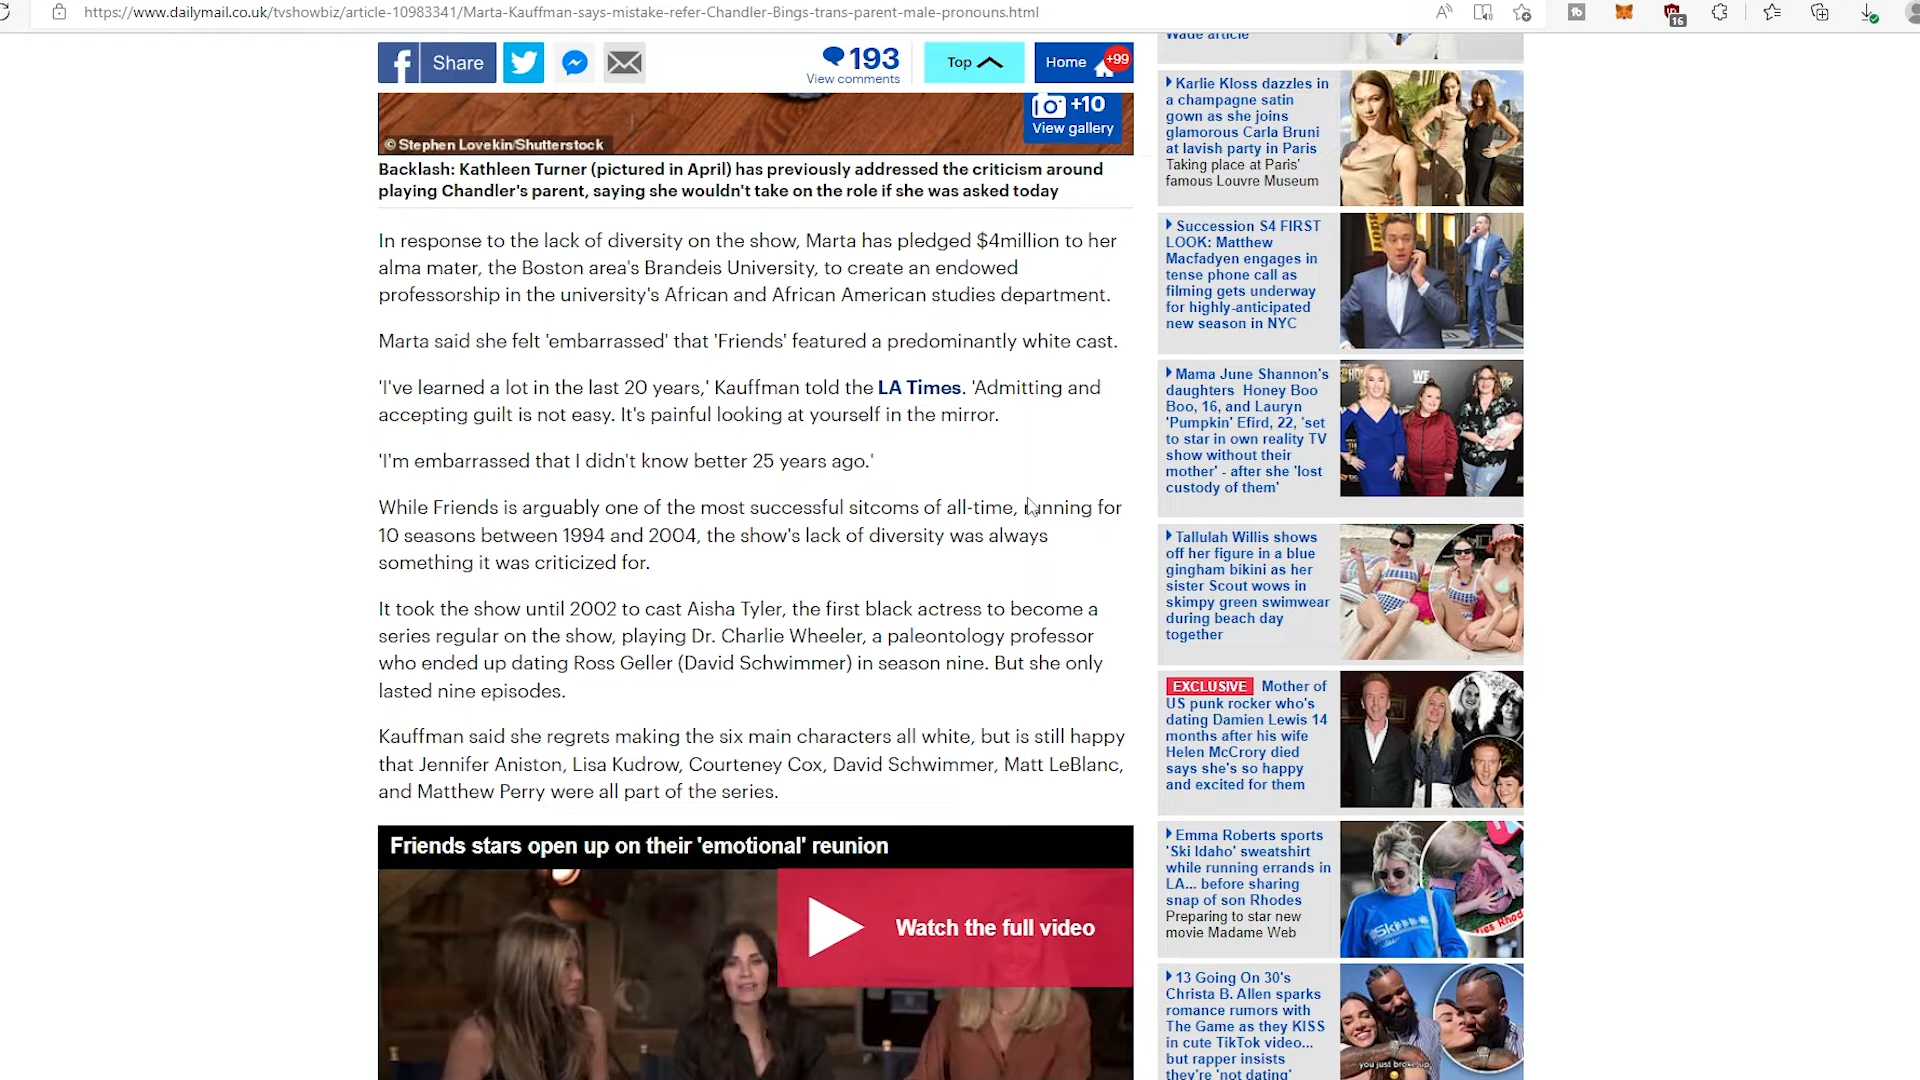 https://www.dailymail.co.uk/tvshowbiz/article-10983341/Marta-Kauffman-says-mistake-refer-Chandler-Bings-trans-parent-male-pronouns.html
16
Share
193
View comments
Top
Home
+99
+10
View gallery
© Stephen Lovekin/Shutterstock
Backlash: Kathleen Turner (pictured in April) has previously addressed the criticism around
playing Chandler's parent, saying she wouldn't take on the role if she was asked today
In response to the lack of diversity on the show, Marta has pledged $4million to her
alma mater, the Boston area's Brandeis University, to create an endowed
professorship in the university's African and African American studies department.
Marta said she felt 'embarrassed' that 'Friends' featured a predominantly white cast.
'I've learned a lot in the last 20 years,' Kauffman told the LA Times. 'Admitting and
accepting guilt is not easy. It's painful looking at yourself in the mirror.
'I'm embarrassed that I didn't know better 25 years ago.'
While Friends is arguably one of the most successful sitcoms of all-time, running for
10 seasons between 1994 and 2004, the show's lack of diversity was always
something it was criticized for.
It took the show until 2002 to cast Aisha Tyler, the first black actress to become a
series regular on the show, playing Dr. Charlie Wheeler, a paleontology professor
who ended up dating Ross Geller (David Schwimmer) in season nine. But she only
lasted nine episodes.
Kauffman said she regrets making the six main characters all white, but is still happy
that Jennifer Aniston, Lisa Kudrow, Courteney Cox, David Schwimmer, Matt LeBlanc,
and Matthew Perry were all part of the series.
Friends stars open up on their 'emotional' reunion
Watch the full video
Wade article
Karlie Kloss dazzles in
a champagne satin
gown as she joins
glamorous Carla Bruni
at lavish party in Paris
Taking place at Paris'
famous Louvre Museum
Succession S4 FIRST
LOOK: Matthew
Macfadyen engages in
tense phone call as
filming gets underway
for highly-anticipated
new season in NYC
Mama June Shannon's
daughters Honey Boo
Boo, 16, and Lauryn
'Pumpkin' Efird, 22, 'set
to star in own reality TV
show without their
mother' - after she 'lost
custody of them'
WE
Tallulah Willis shows
off her figure in a blue
gingham bikini as her
sister Scout wows in
skimpy green swimwear
during beach day
together
EXCLUSIVE Mother of
US punk rocker who's
dating Damien Lewis 14
months after his wife
Helen McCrory died
says she's so happy
and excited for them
Emma Roberts sports
'Ski Idaho' sweatshirt
while running errands in
LA... before sharing
snap of son Rhodes
Preparing to star new
movie Madame Web
13 Going On 30's
Christa B. Allen sparks
romance rumors with
The Game as they KISS
in cute TikTok video...
but rapper insists
they're 'not dating'
you just broke up